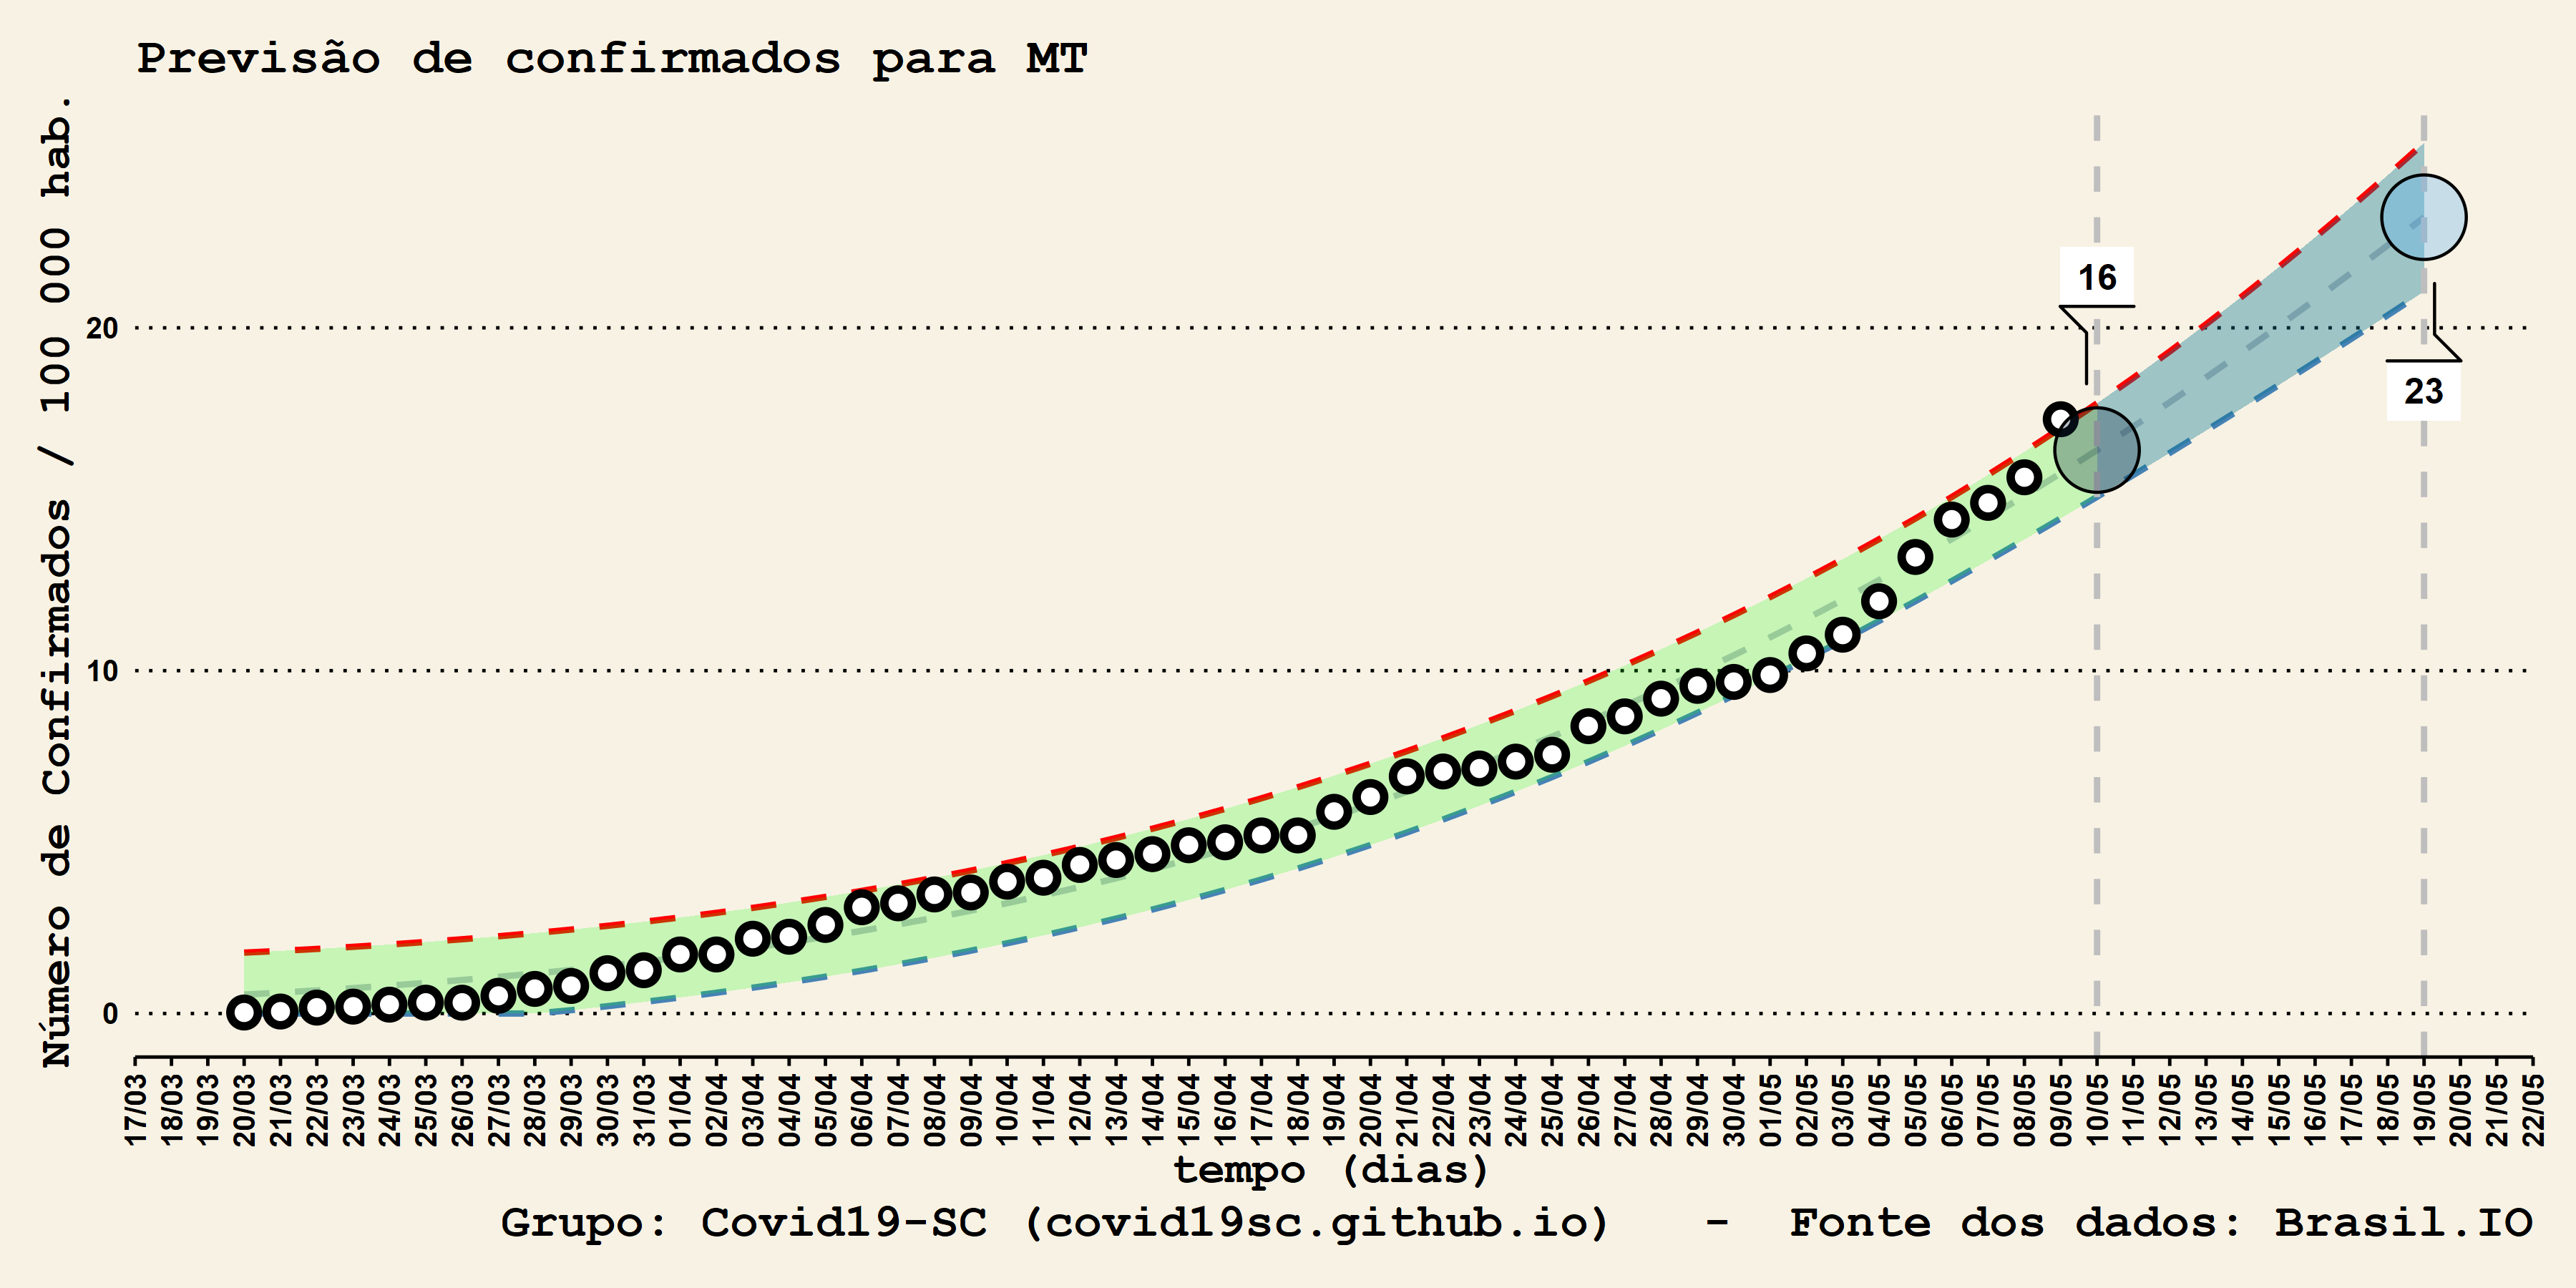 Previsão de confirmados para MT
Número de Confirmados / 100 000 hab.
20
10
0
16
23
17/03 18/03 19/03 20/03 21/03 22/03 23/03 24/03 25/03 26/03 27/03 28/03 29/03 30/03 31/03 01/04 02/04 03/04 04/04 05/04 06/04 07/04 08/04 09/04 10/04 11/04 12/04 13/04 14/04 15/04 16/04 17/04 18/04 19/04 20/04 21/04 22/04 23/04 24/04 25/04 26/04 27/04 28/04 29/04 30/04 01/05 02/05 03/05 04/05 05/05 06/05 07/05 08/05 09/05 10/05 11/05 12/05 13/05 14/05 15/05 16/05 17/05 18/05 19/05 20/05 21/05 22/05
tempo (dias)
Grupo: Covid19-SC (covid19sc.github.io) - Fonte dos dados: Brasil.IO